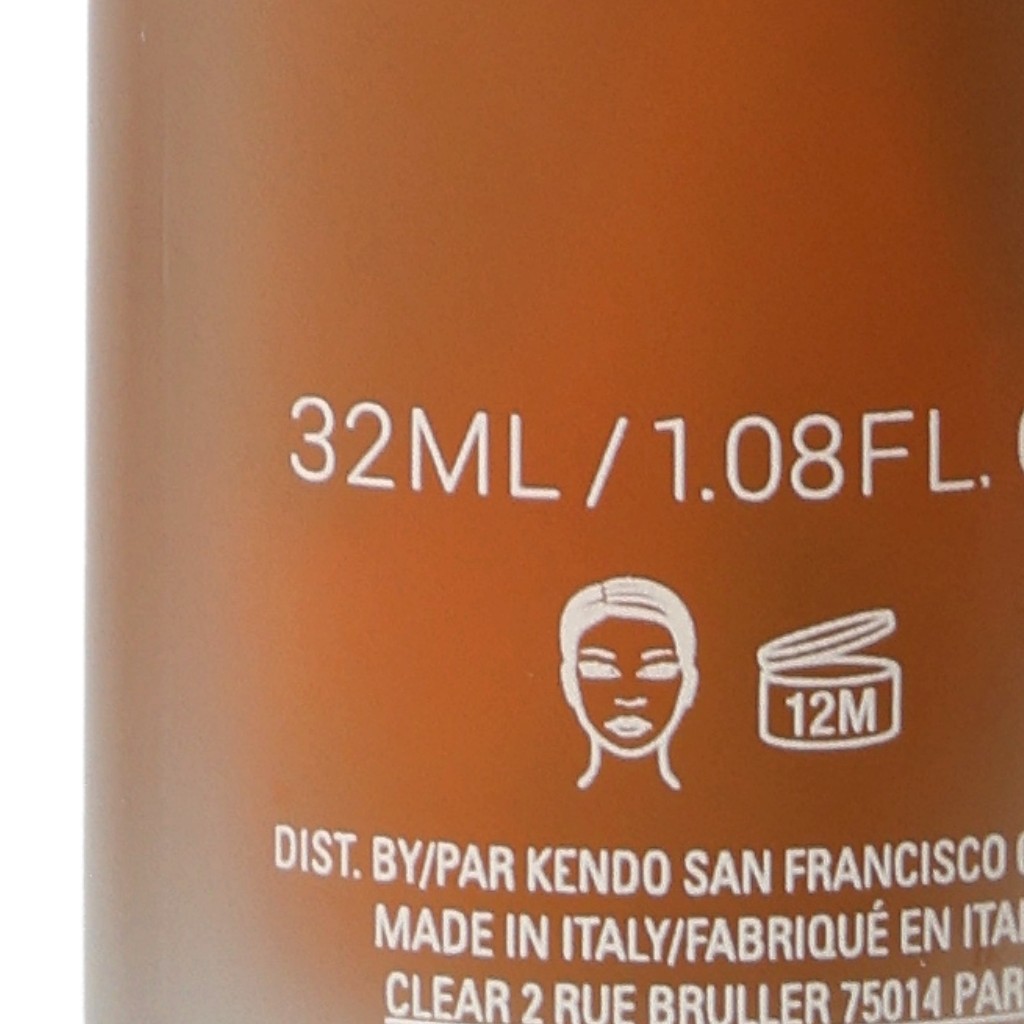 32ML / 1.08FL.
12M
DIST. BY/PAR KENDO SAN FRANCISCO
MADE IN ITALY/FABRIQUÉ EN
CLEAR 2 RUE BRULLER 75014